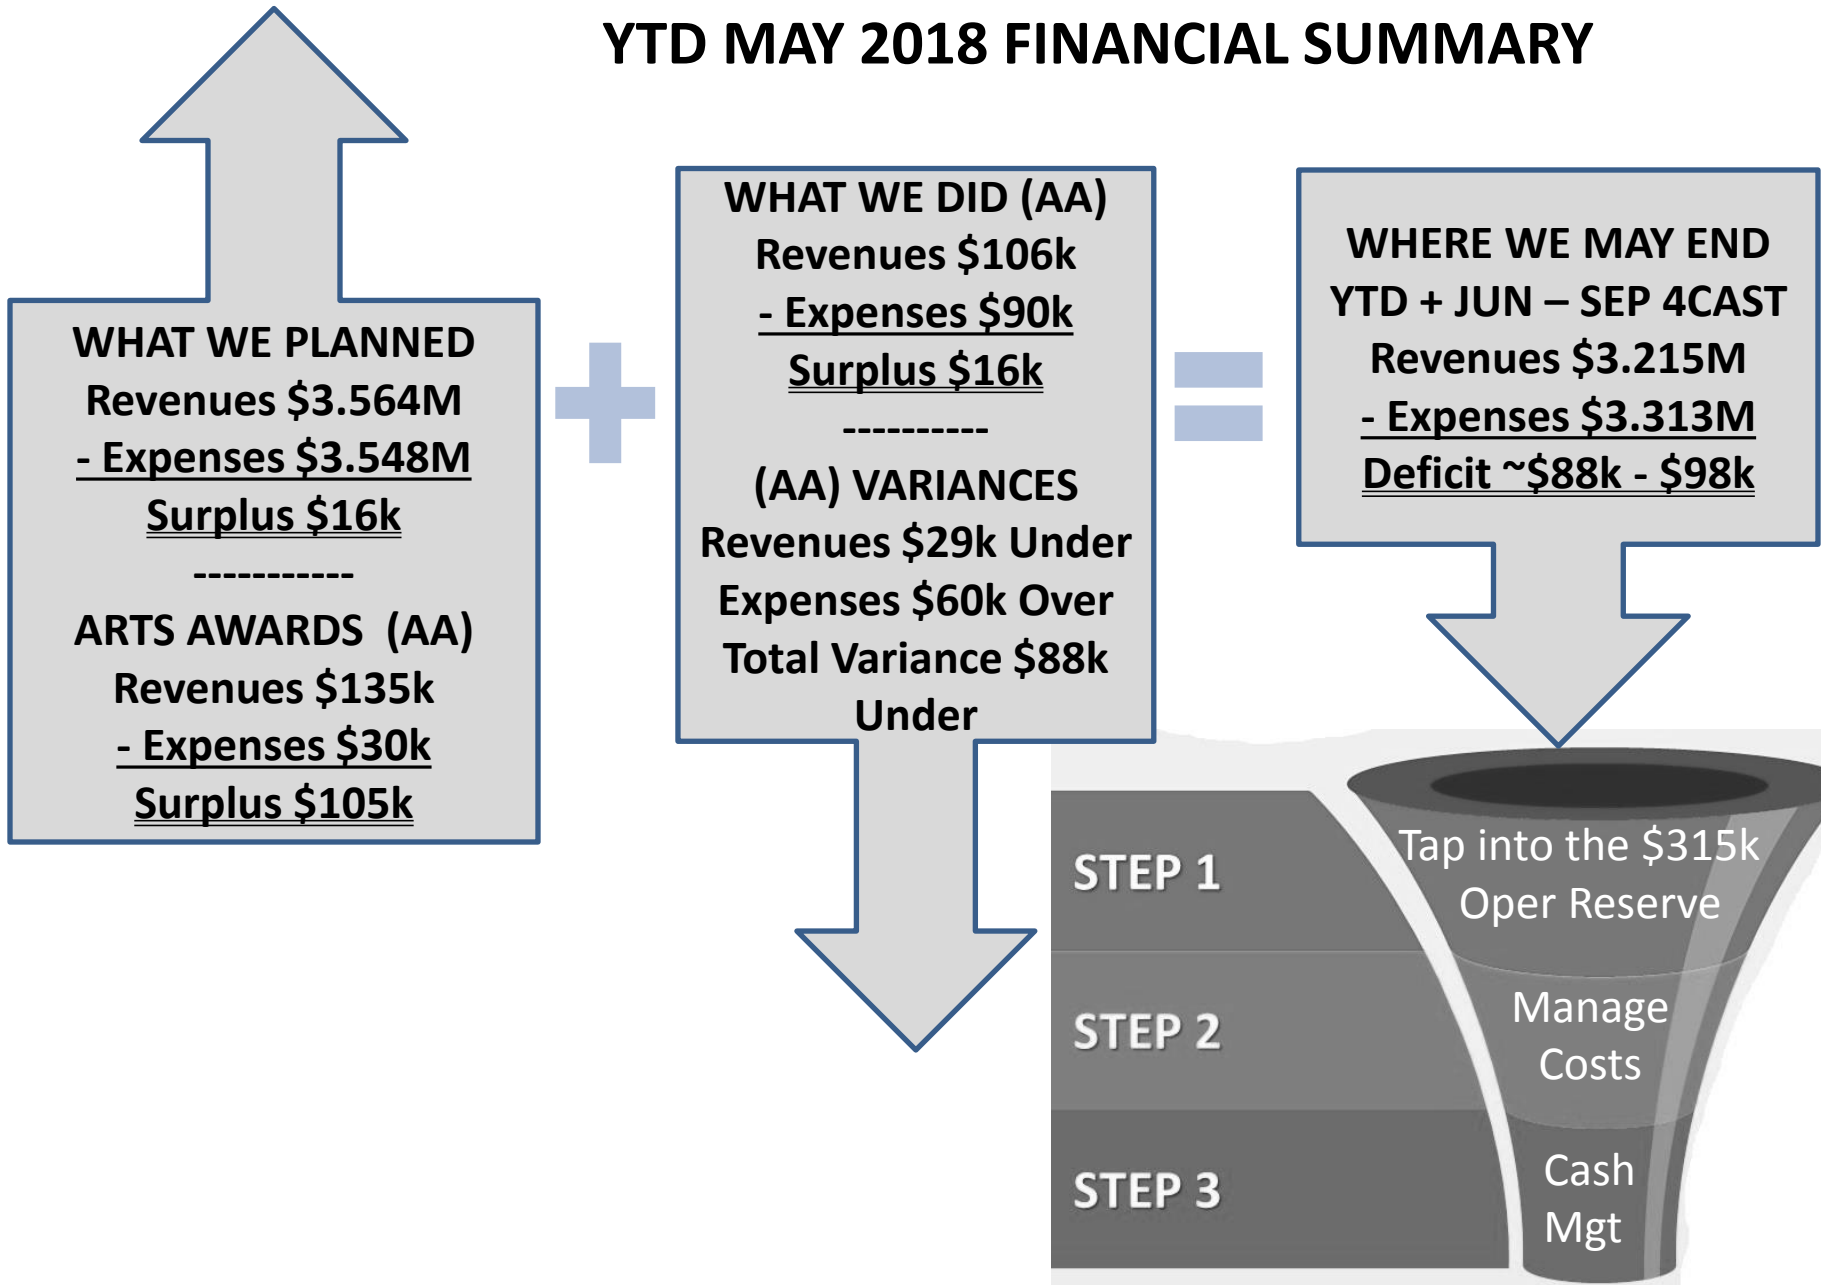 YTD MAY 2018 FINANCIAL SUMMARY
WHAT WE PLANNED
Revenues $3.564M
- Expenses $3.548M
Surplus $16k
-----------
ARTS AWARDS (AA)
Revenues $135k
- Expenses $30k
Surplus $105k
WHAT WE DID (AA)
Revenues $106k
- Expenses $90k
Surplus $16k
----------
(AA) VARIANCES
Revenues $29k Under
Expenses $60k Over
Total Variance $88k
Under
WHERE WE MAY END
YTD + JUN – SEP 4CAST
Revenues $3.215M
- Expenses $3.313M
Deficit ~$88k - $98k
STEP 1
Tap into the $315k
Oper Reserve
STEP 2
Manage
Costs
STEP 3
Cash
Mgt